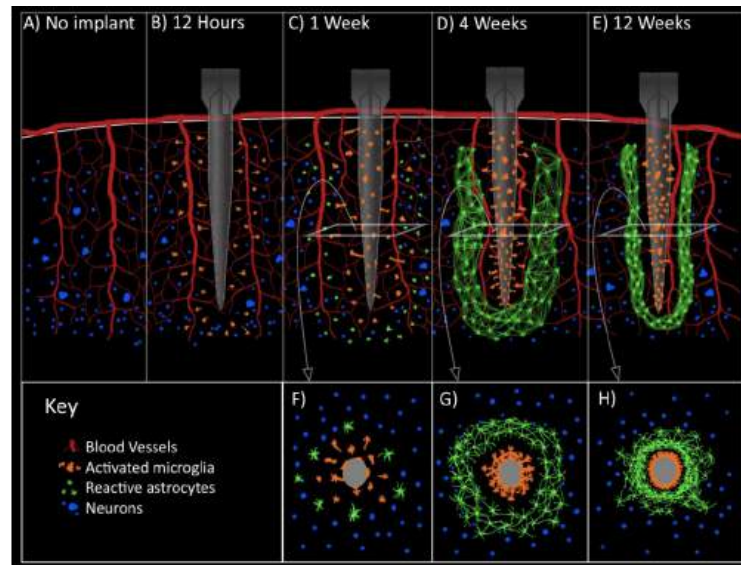 A) No implant
B) 12 Hours
C) 1 Week
D) 4 Weeks
E) 12 Weeks
Key
Blood Vessels
Activated microglia
Reactive astrocytes
Neurons
F)
G)
H)